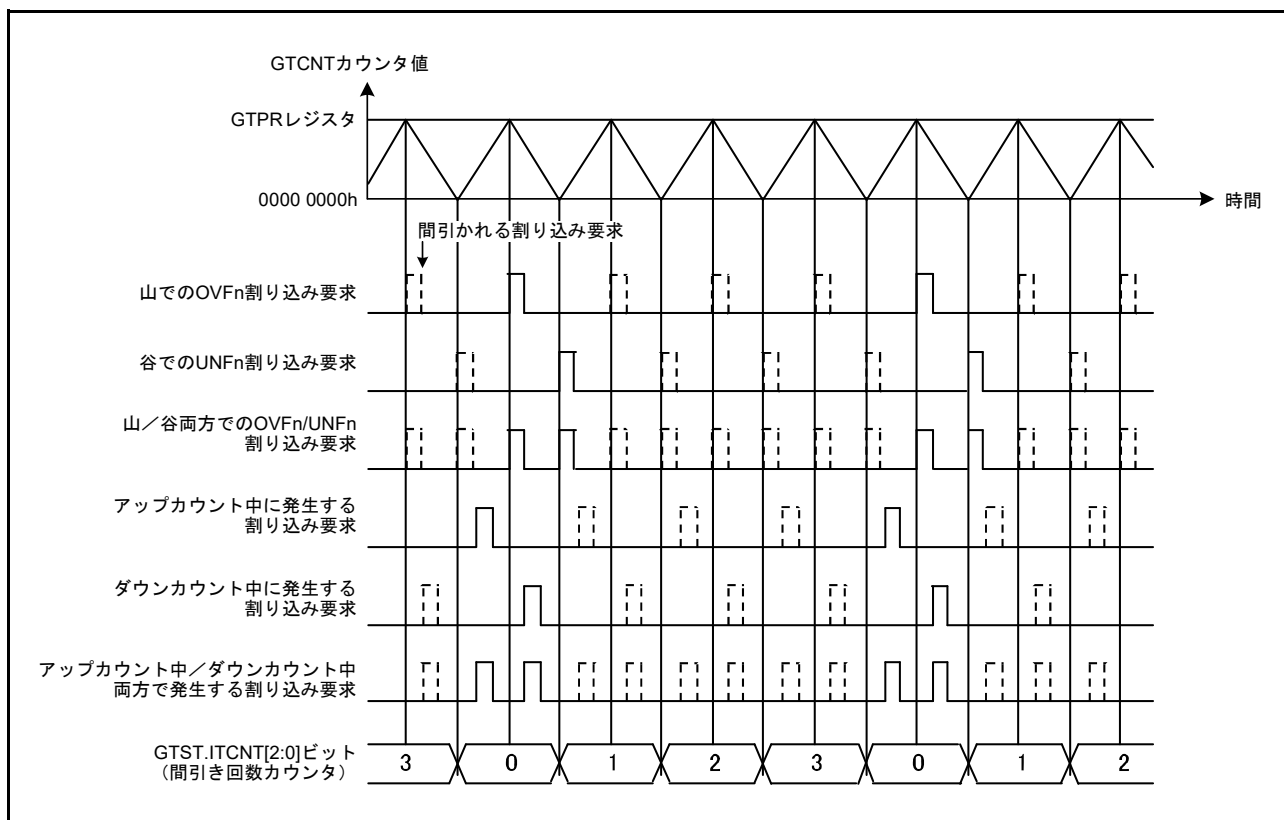 GTCNTカウンタ値
GTPRレジスタ
0000 0000h
時間
間引かれる割り込み要求
山でのOVFn割り込み要求
谷でのUNFn割り込み要求
山／谷両方でのOVFn/UNFn
割り込み要求
アップカウント中に発生する
割り込み要求
ダウンカウント中に発生する
割り込み要求
アップカウント中／ダウンカウント中
両方で発生する割り込み要求
GTST.ITCNT[2:0]ビット
（間引き回数カウンタ）
3 0 1 2 3 0 1 2